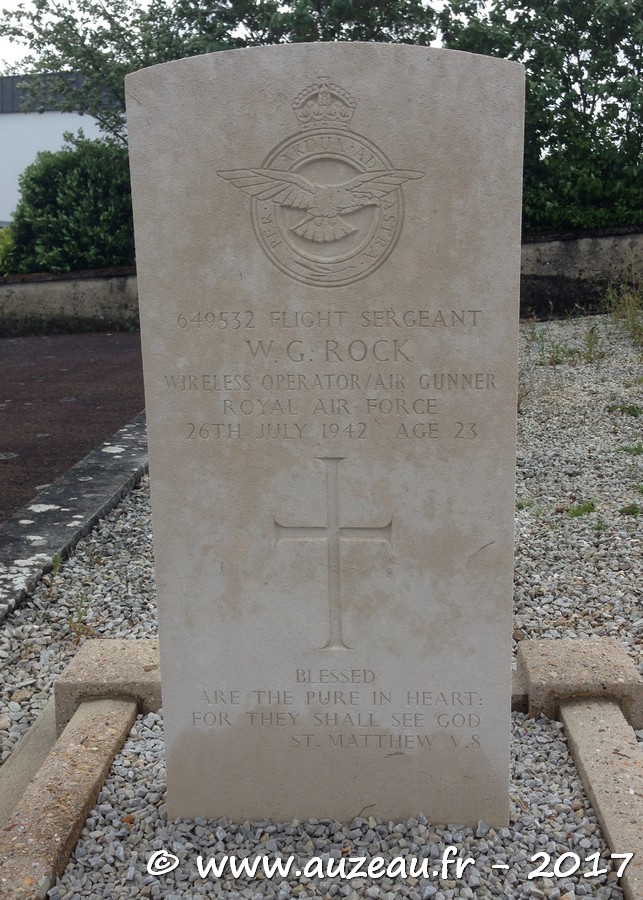 PER ARDUA AD ASTRA
649532 FLIGHT SERGEANT
W. G. ROCK
WIRELESS OPERATOR/AIR GUNNER
ROYAL AIR FORCE
26TH JULY 1942 AGE 23
BLESSED
ARE THE PURE IN HEART:
FOR THEY SHALL SEE GOD
ST. MATTHEW V.8
© www.auzeau.fr - 2017